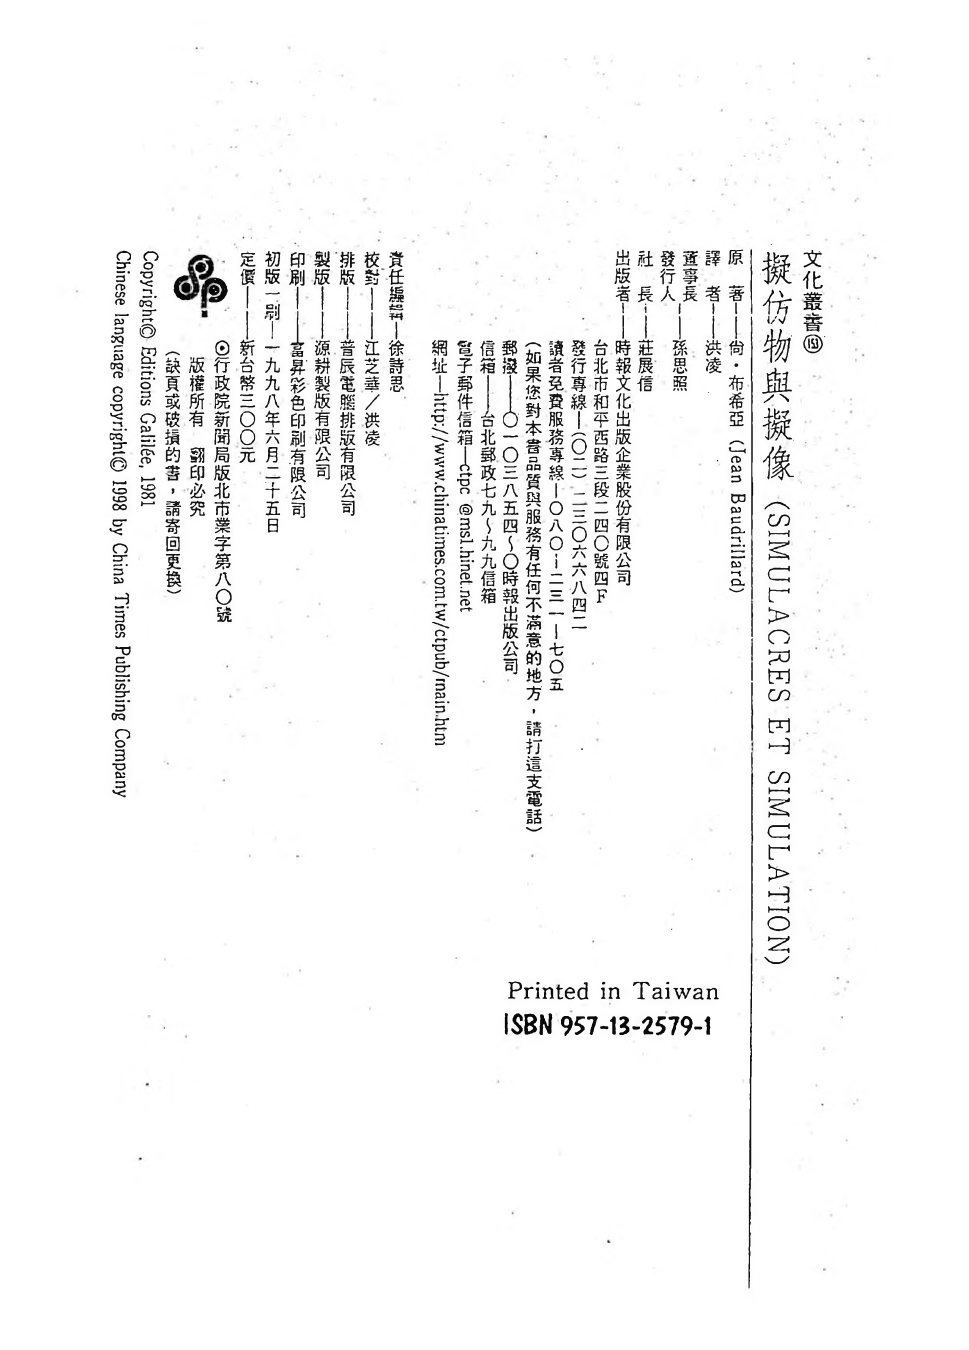 文化叢書
擬仿物與擬像（SIMULACRES ET SIMULATION）
原　著——尚・布希亞（Jean Baudrillard）
譯　者——洪凌
董事長
發行人——孫思照
社　長——莊展信
出版者——時報文化出版企業股份有限公司
台北市和平西路三段二四〇號四F
發行專線—（〇二）二三〇六六八四二
讀者免費服務專線—〇八〇—二三一—七〇五
（如果您對本書品質與服務有任何不滿意的地方，請打這支電話）
郵撥——〇一〇三八五四～〇時報出版公司
信箱——台北郵政七九～九九信箱
電子郵件信箱—ctpc@msl.hinet.net
網址—http://www.chinatimes.com.tw/ctpub/main.htm
責任編輯—徐詩思
校對——江芝華／洪凌
排版——普辰電腦排版有限公司
製版——源耕製版有限公司
印刷——富昇彩色印刷有限公司
初版一刷—一九九八年六月二十五日
定價——新台幣三〇〇元
⊙行政院新聞局版北市業字第八〇號
版權所有　翻印必究
（缺頁或破損的書，請寄回更換）
Copyright© Editions Galilée, 1981
Chinese language copyright© 1998 by China Times Publishing Company
Printed in Taiwan
ISBN 957-13-2579-1